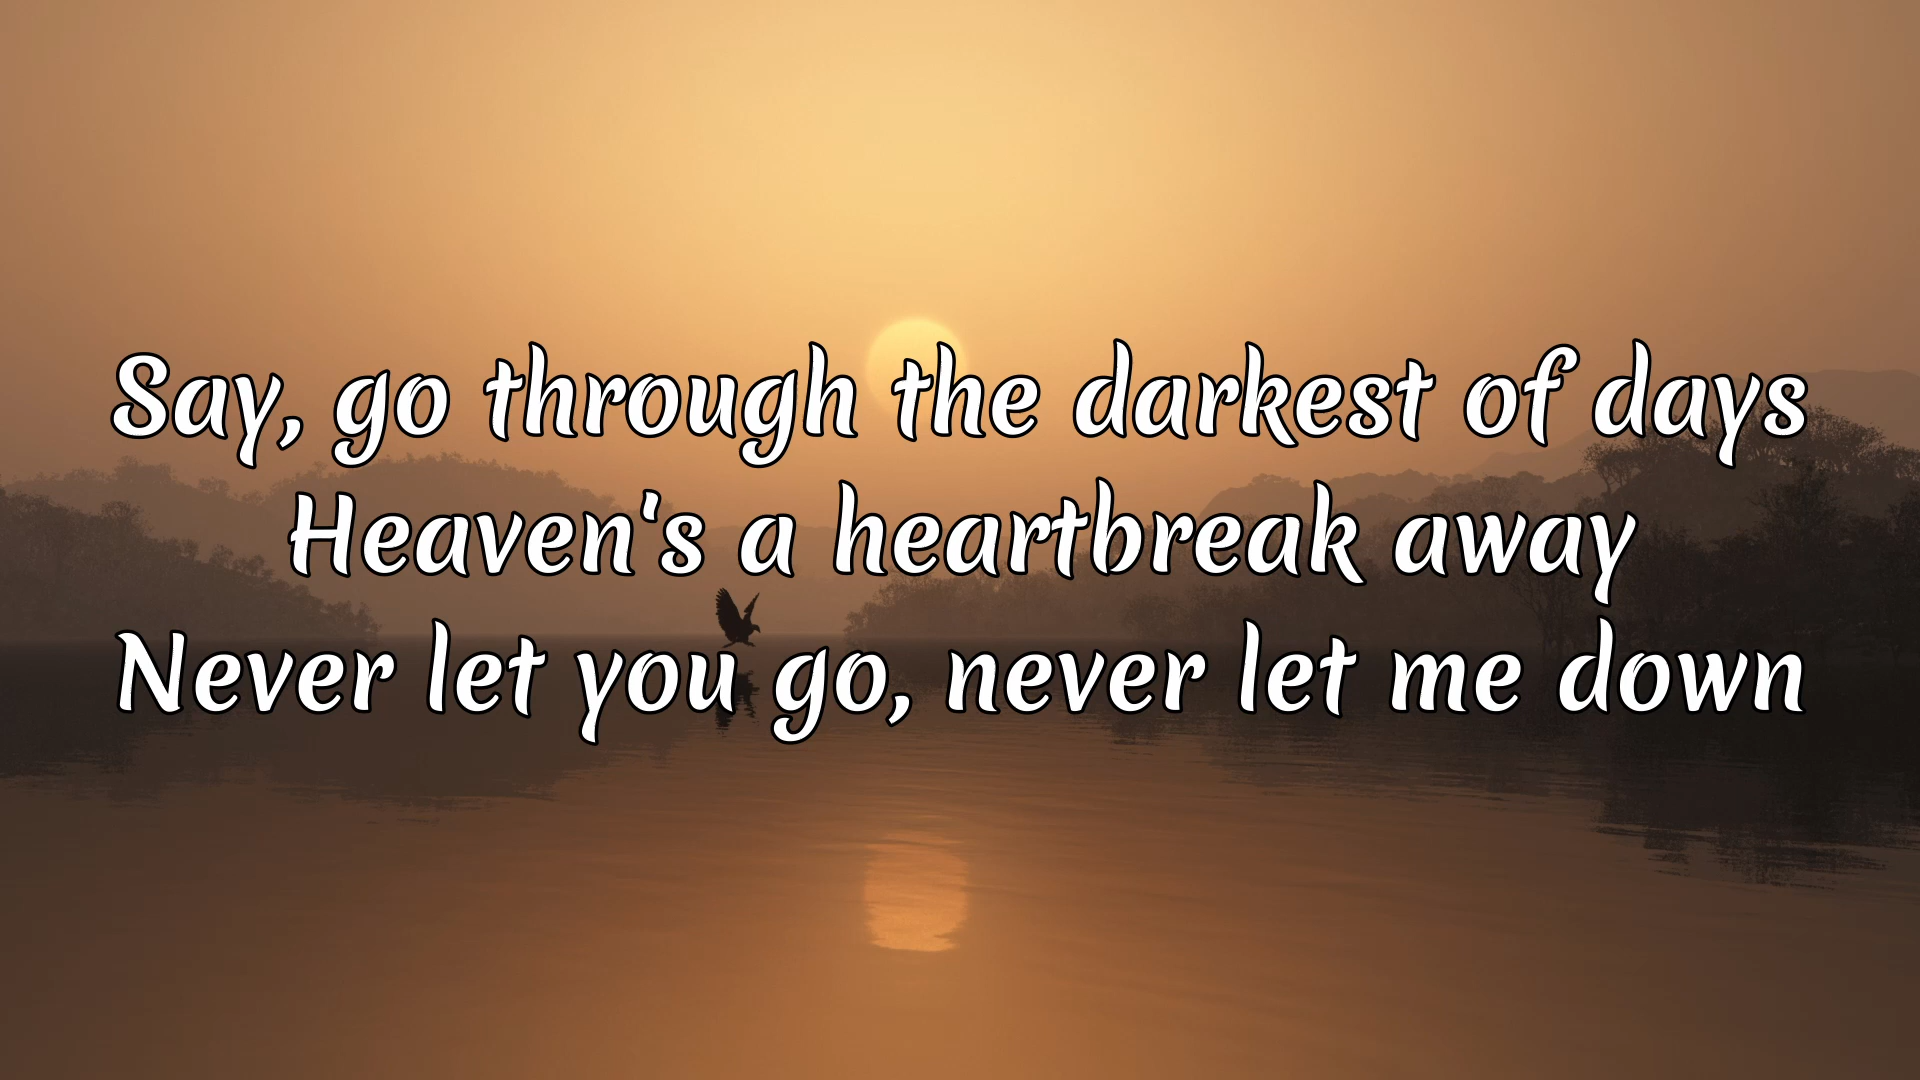 Say, go through the darkest of days
Heaven's a heartbreak away
Never let you go, never let me down